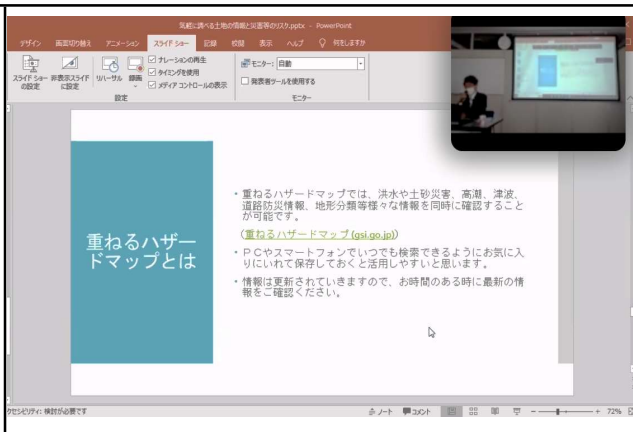 気軽に調べる土地の情報と災害等のリスク.pptx - PowerPoint
デザイン 画面切り替え アニメーション スライド ショー 記録 校閲 表示 ヘルプ 何をしますか
スライド ショー
の設定
非表示スライド
に設定
リハーサル
録画
ナレーションの再生
タイミングを使用
メディア コントロールの表示
設定
モニター: 自動
発表者ツールを使用する
モニター
重ねるハザー
ドマップとは
・重ねるハザードマップでは、洪水や土砂災害、高潮、津波、
道路防災情報、地形分類等様々な情報を同時に確認すること
が可能です。
(重ねるハザードマップ (gsi.go.jp))
・ＰＣやスマートフォンでいつでも検索できるようにお気に入
りにいれて保存しておくと活用しやすいと思います。
・情報は更新されていきますので、お時間のある時に最新の情
報をご確認ください。
クセシビリティ: 検討が必要です
ノート コメント 72%